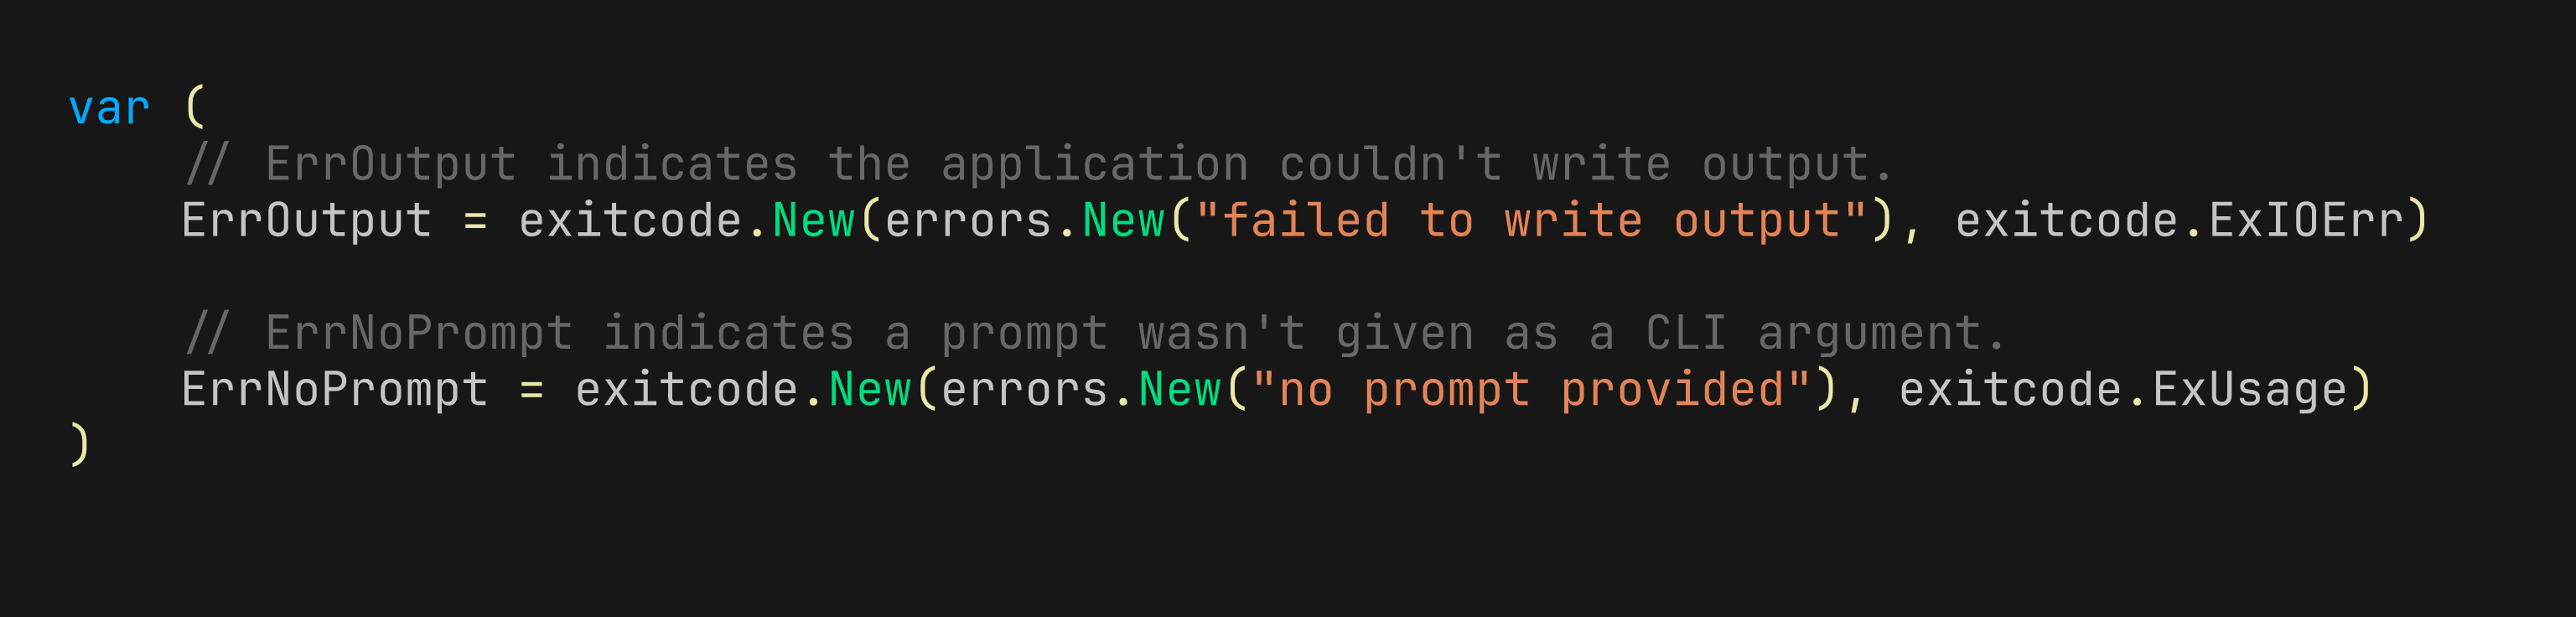 var (
    // ErrOutput indicates the application couldn't write output.
    ErrOutput = exitcode.New(errors.New("failed to write output"), exitcode.ExIOErr)

    // ErrNoPrompt indicates a prompt wasn't given as a CLI argument.
    ErrNoPrompt = exitcode.New(errors.New("no prompt provided"), exitcode.ExUsage)
)